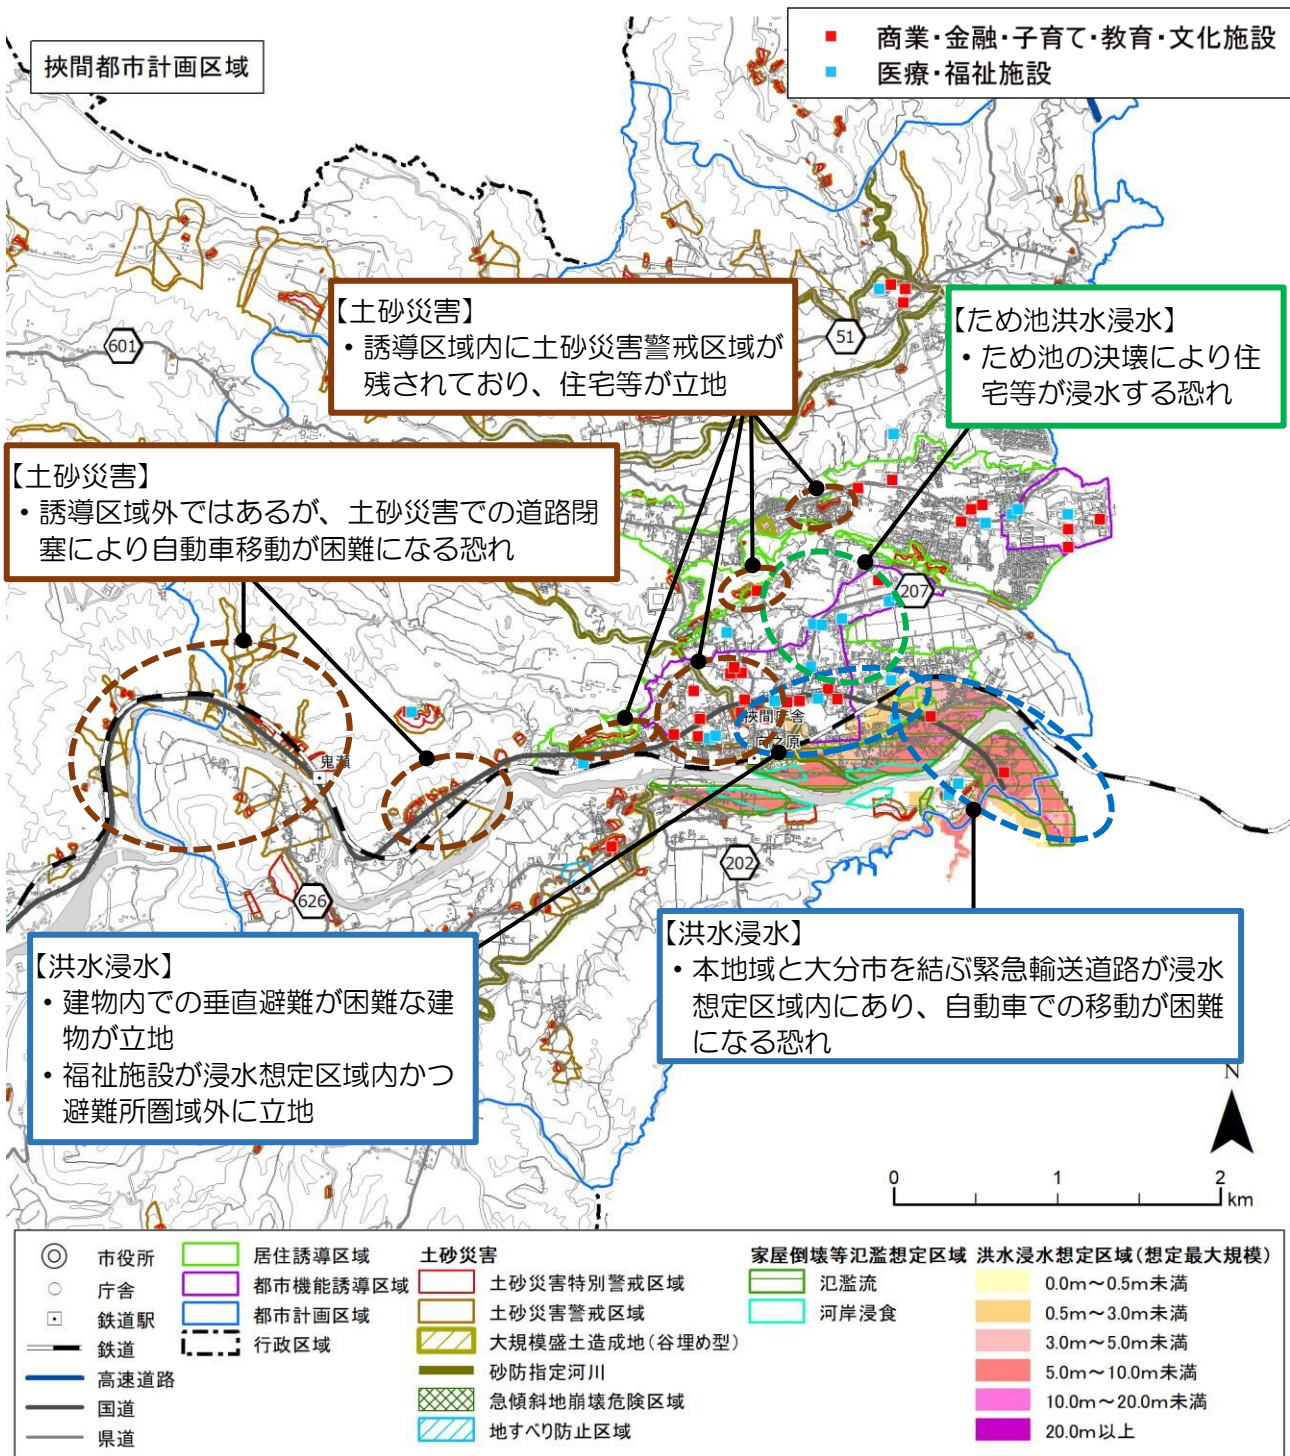 挾間都市計画区域
商業・金融・子育て・教育・文化施設
医療・福祉施設
【土砂災害】
・誘導区域内に土砂災害警戒区域が
残されており、住宅等が立地
【ため池洪水浸水】
・ため池の決壊により住
宅等が浸水する恐れ
601
51
【土砂災害】
・誘導区域外ではあるが、土砂災害での道路閉
塞により自動車移動が困難になる恐れ
207
挾間庁舎
向之原
鬼瀬
202
626
【洪水浸水】
・建物内での垂直避難が困難な建
物が立地
・福祉施設が浸水想定区域内かつ
避難所圏域外に立地
【洪水浸水】
・本地域と大分市を結ぶ緊急輸送道路が浸水
想定区域内にあり、自動車での移動が困難
になる恐れ
N
0 1 2
km
市役所
庁舎
鉄道駅
鉄道
高速道路
国道
県道
居住誘導区域
都市機能誘導区域
都市計画区域
行政区域
土砂災害
土砂災害特別警戒区域
土砂災害警戒区域
大規模盛土造成地(谷埋め型)
砂防指定河川
急傾斜地崩壊危険区域
地すべり防止区域
家屋倒壊等氾濫想定区域
氾濫流
河岸浸食
洪水浸水想定区域(想定最大規模)
0.0m～0.5m未満
0.5m～3.0m未満
3.0m～5.0m未満
5.0m～10.0m未満
10.0m～20.0m未満
20.0m以上